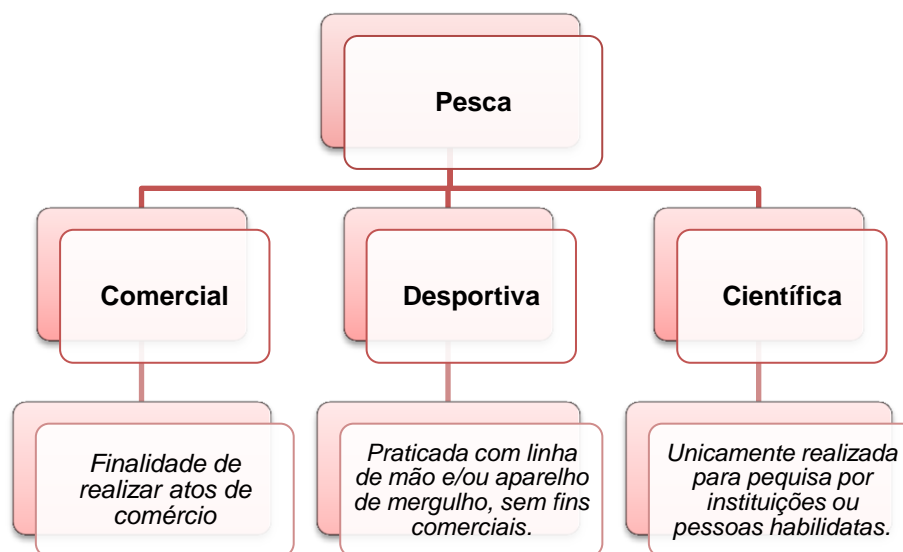 Pesca
Comercial
Desportiva
Científica
Finalidade de
realizar atos de
comércio
Praticada com linha
de mão e/ou aparelho
de mergulho, sem fins
comerciais.
Unicamente realizada
para pequisa por
instituições ou
pessoas habilidatas.